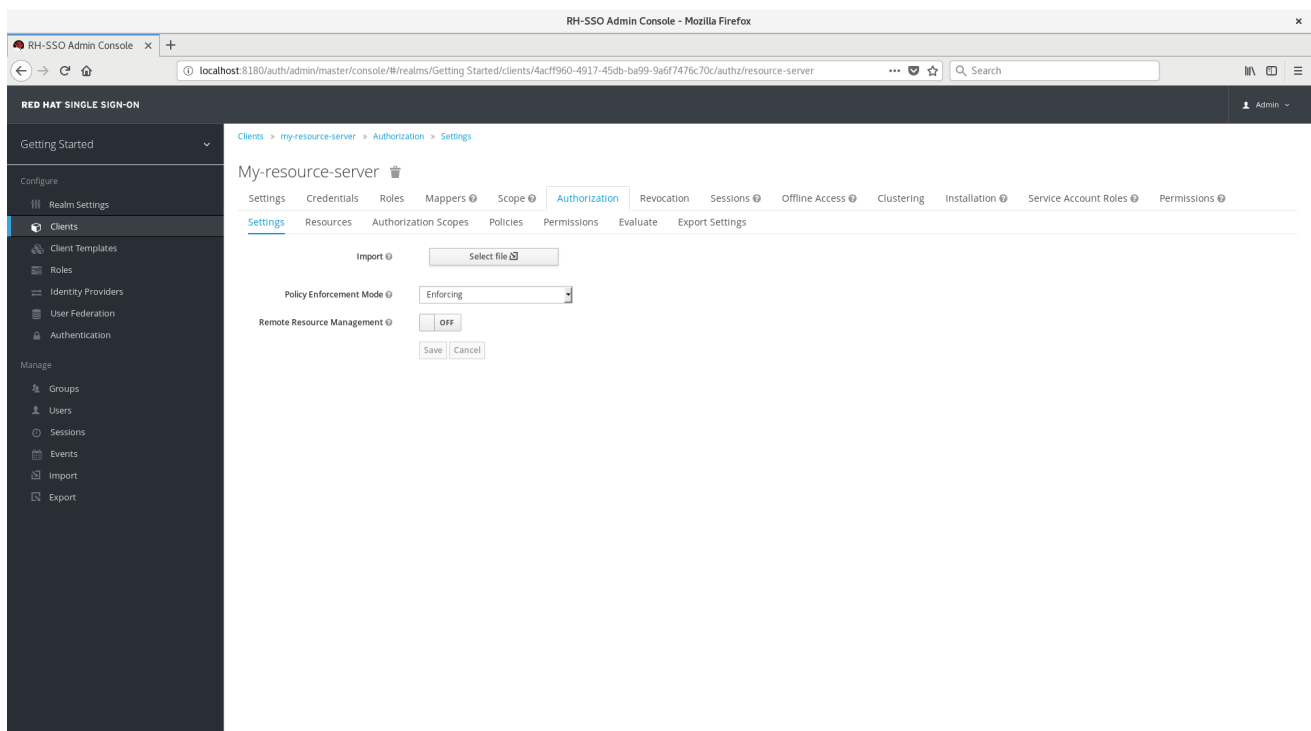 RH-SSO Admin Console - Mozilla Firefox
RH-SSO Admin Console
localhost:8180/auth/admin/master/console/#/realms/Getting Started/clients/4acff960-4917-45db-ba99-9a6f7476c70c/authz/resource-server
Search
RED HAT SINGLE SIGN-ON
Admin
Getting Started
Configure
Realm Settings
Clients
Client Templates
Roles
Identity Providers
User Federation
Authentication
Manage
Groups
Users
Sessions
Events
Import
Export
Clients » my-resource-server » Authorization » Settings
My-resource-server
Settings Credentials Roles Mappers Scope Authorization Revocation Sessions Offline Access Clustering Installation Service Account Roles Permissions
Settings Resources Authorization Scopes Policies Permissions Evaluate Export Settings
Import Select file
Policy Enforcement Mode Enforcing
Remote Resource Management OFF
Save Cancel